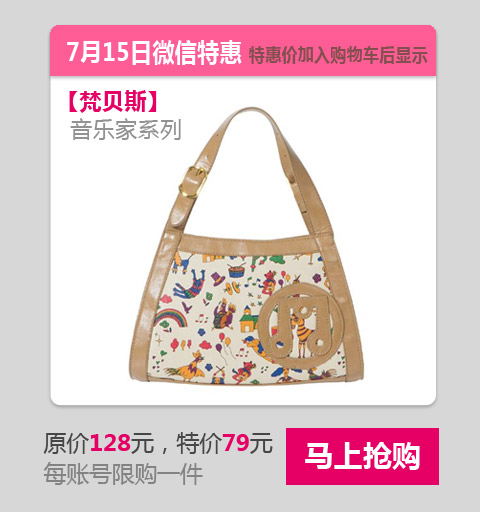 7月15日微信特惠 特惠价加入购物车后显示
【梵贝斯】
音乐家系列
原价128元，特价79元
每账号限购一件
马上抢购